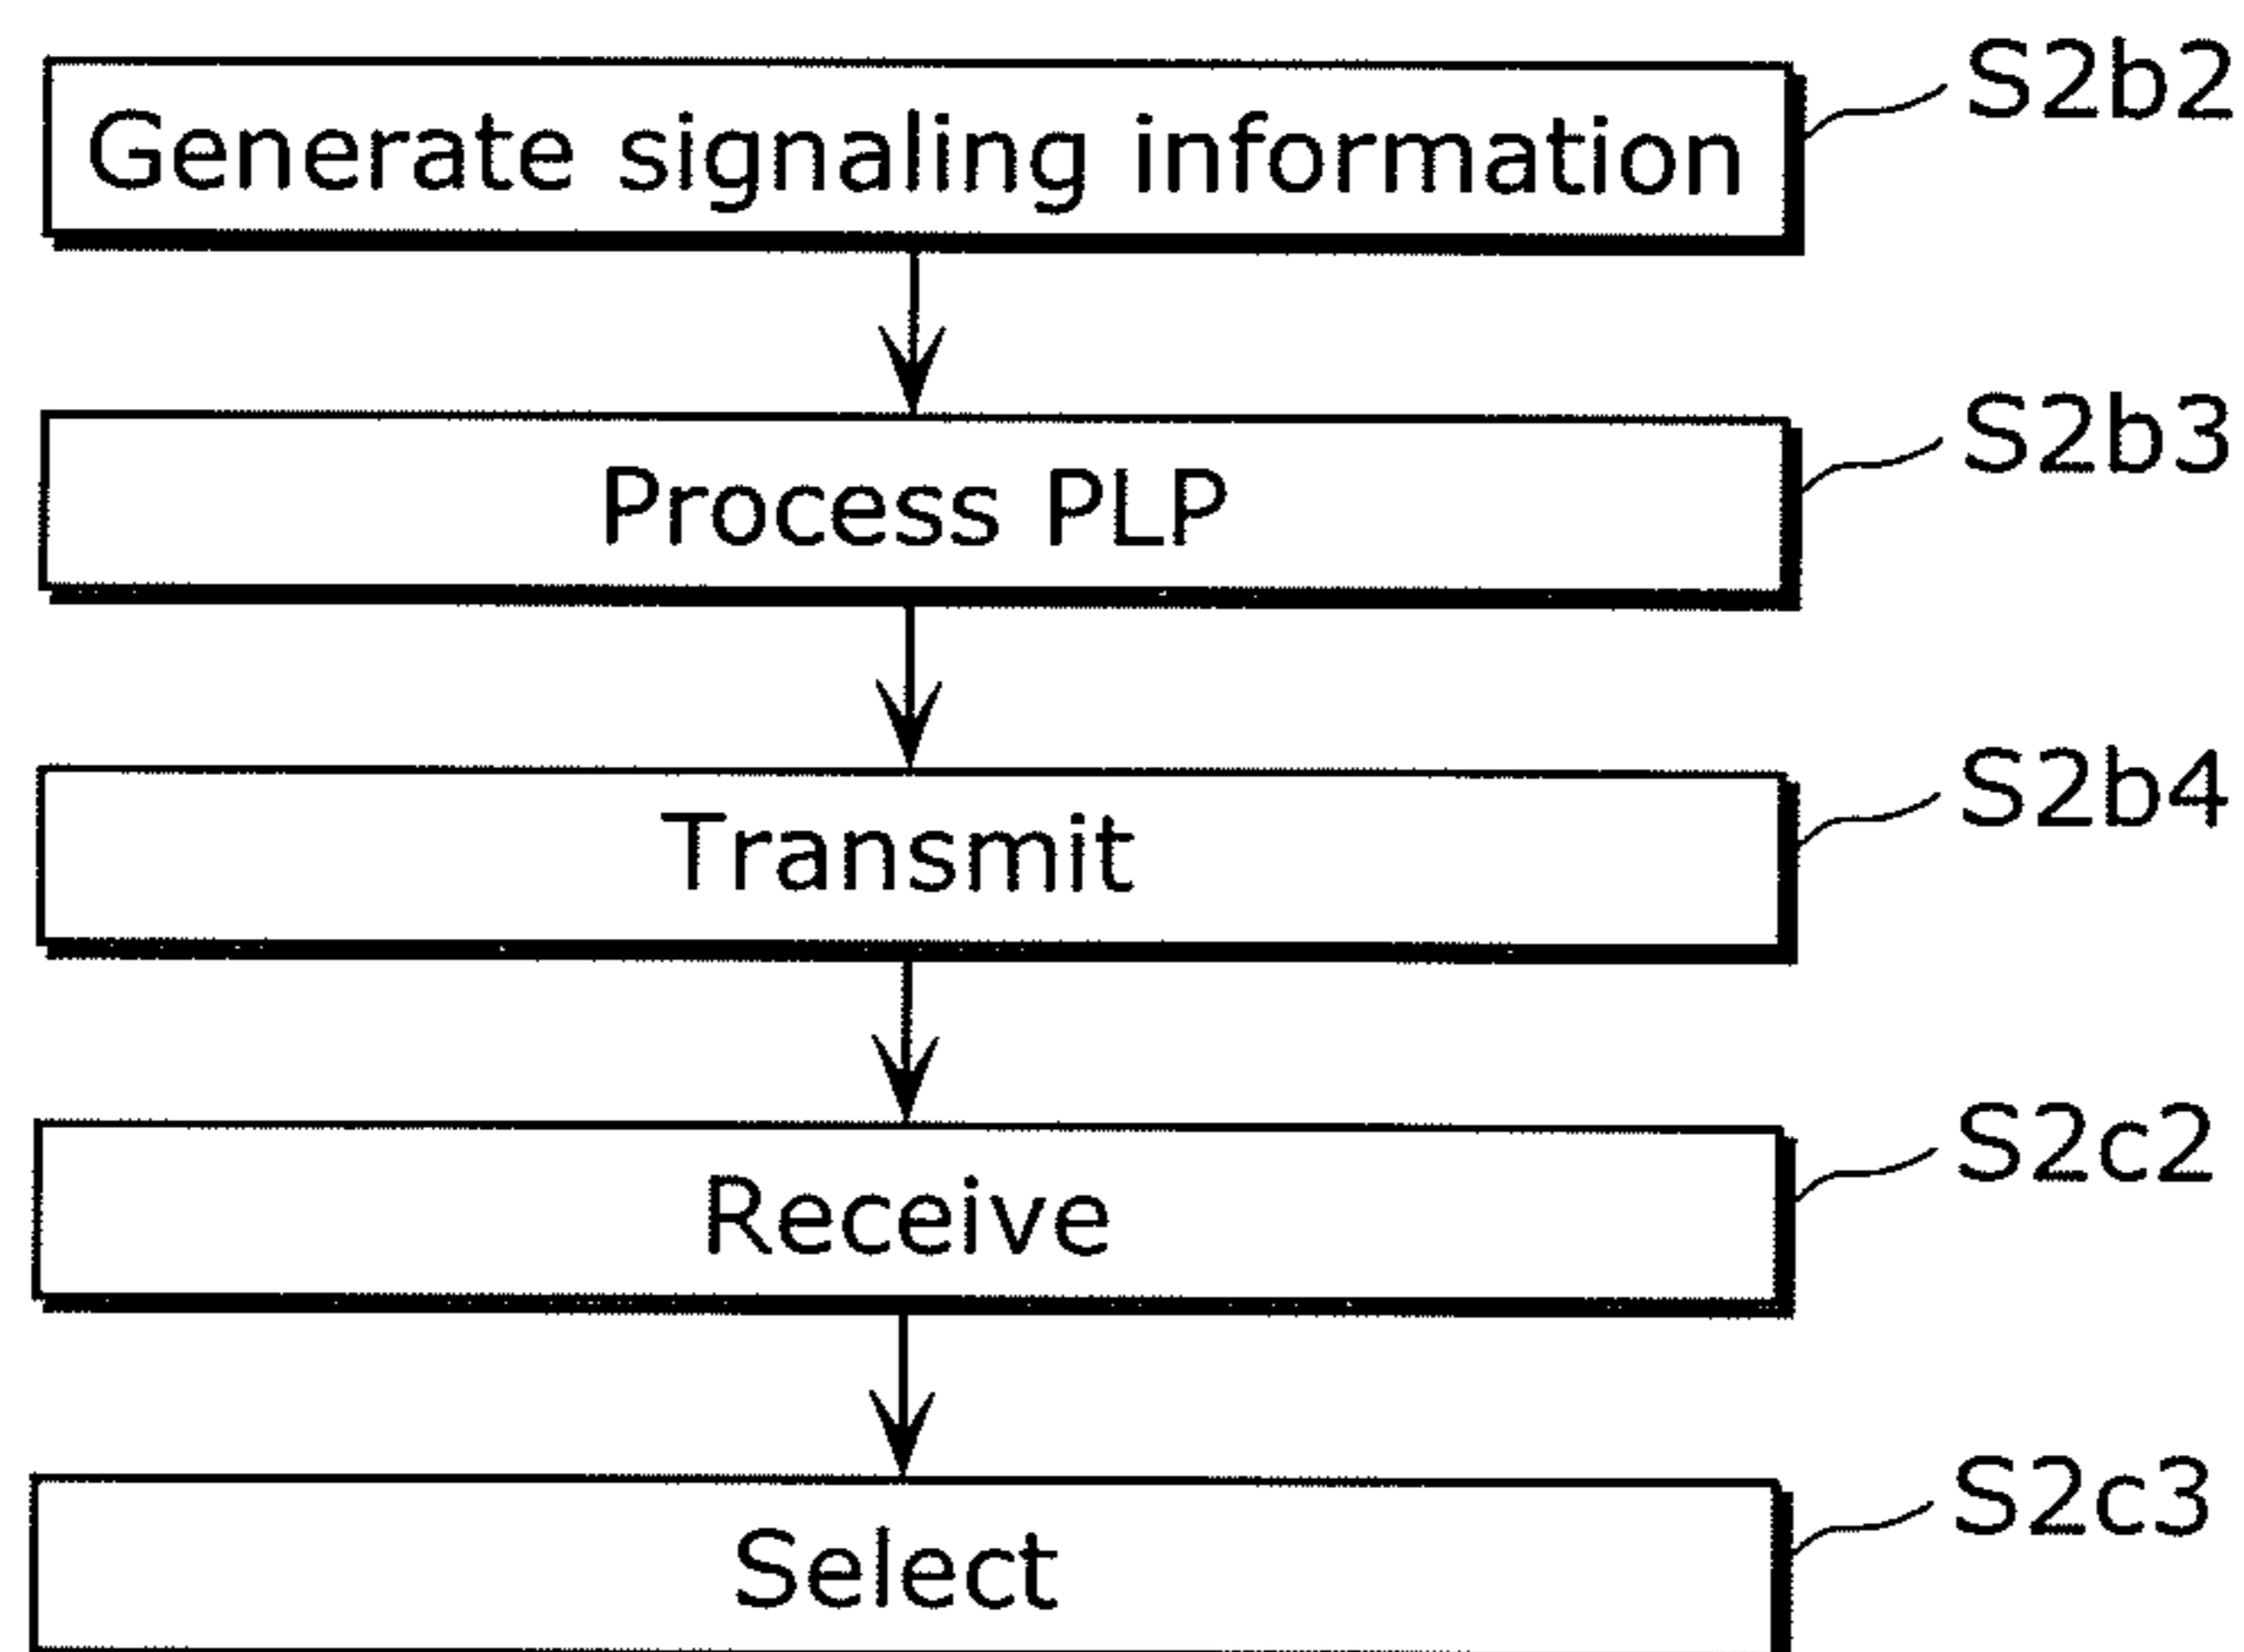 Generate signaling information S2b2
Process PLP S2b3
Transmit S2b4
Receive S2c2
Select S2c3